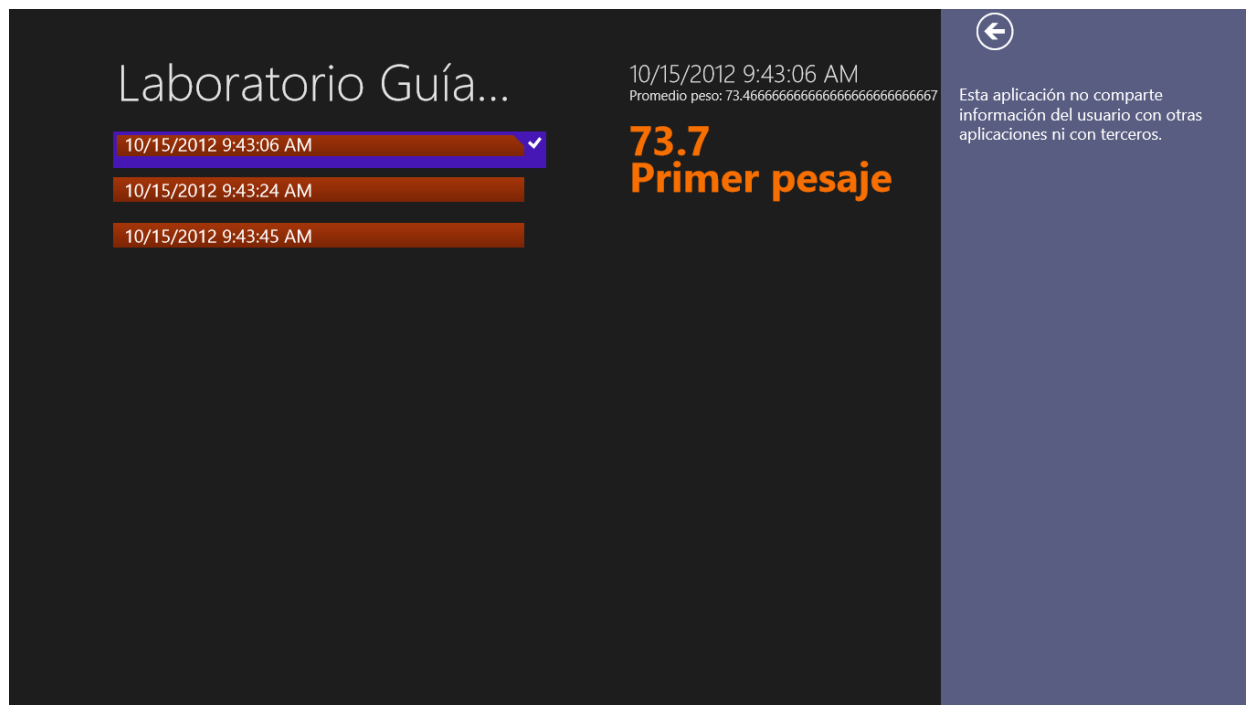 Laboratorio Guía...
10/15/2012 9:43:06 AM
10/15/2012 9:43:24 AM
10/15/2012 9:43:45 AM
10/15/2012 9:43:06 AM
Promedio peso: 73.466666666666666666666666667
73.7
Primer pesaje
Esta aplicación no comparte
información del usuario con otras
aplicaciones ni con terceros.